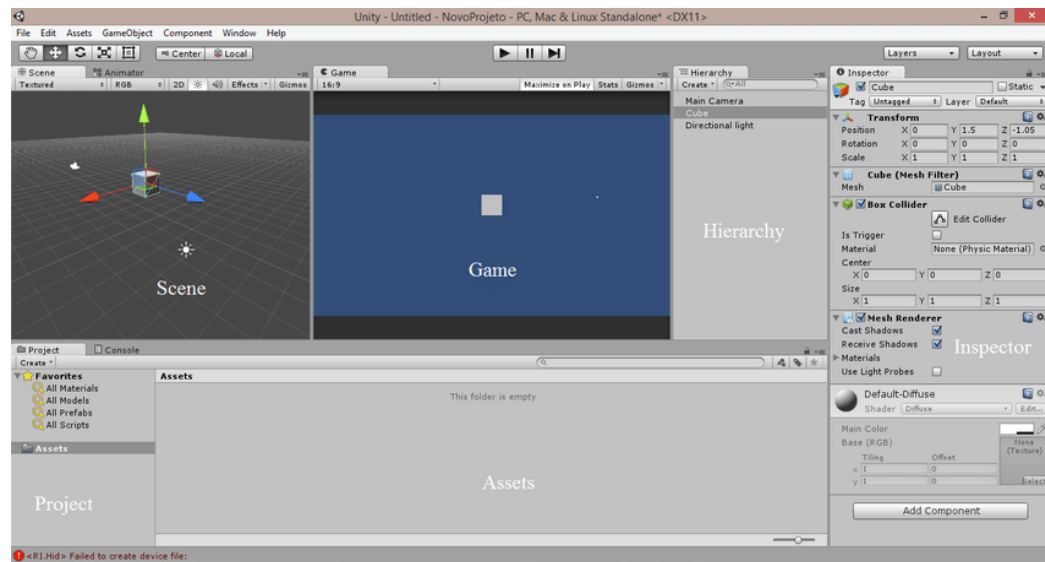 Unity - Untitled - NovoProjeto - PC, Mac & Linux Standalone* <DX11>
File Edit Assets GameObject Component Window Help
Center Local Layers Layout
Scene Animator
Textured RGB 2D Effects Gizmos
Scene
Game
16:9 Maximize on Play Stats Gizmos
Game
Hierarchy
Create All
Main Camera
Cube
Directional light
Hierarchy
Inspector
Cube Static
Tag Untagged Layer Default
Transform
Position X 0 Y 1.5 Z -1.05
Rotation X 0 Y 0 Z 0
Scale X 1 Y 1 Z 1
Cube (Mesh Filter)
Mesh Cube
Box Collider
Edit Collider
Is Trigger
Material None (Physic Material)
Center
X 0 Y 0 Z 0
Size
X 1 Y 1 Z 1
Mesh Renderer
Cast Shadows
Receive Shadows
Inspector
Materials
Use Light Probes
Default-Diffuse
Shader Diffuse Edit...
Main Color
Base (RGB) None
(Texture)
Tiling Offset
x 1 0
y 1 0 Select
Add Component
Project Console
Create
Favorites
All Materials
All Models
All Prefabs
All Scripts
Assets
Project
Assets
This folder is empty
Assets
<RI.Hid> Failed to create device file: